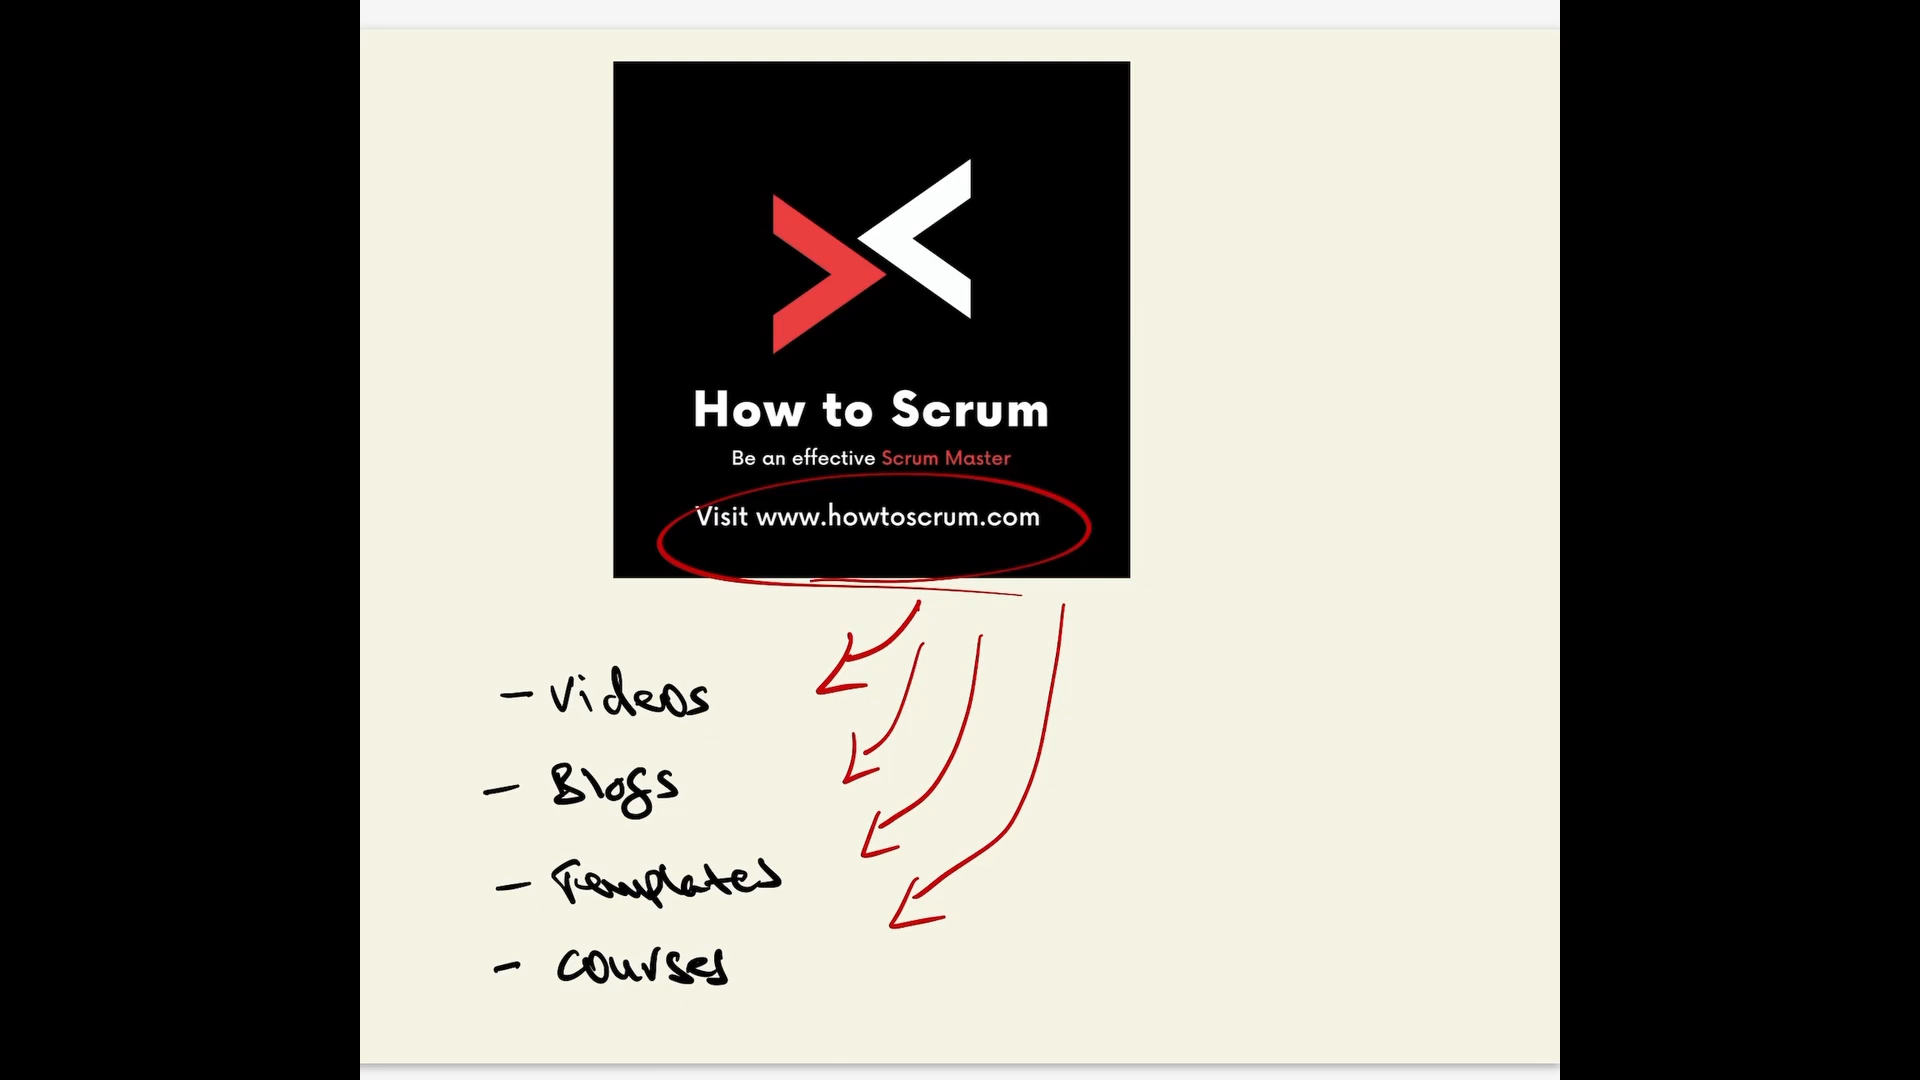 How to Scrum
Be an effective Scrum Master
Visit www.howtoscrum.com
- Videos
- Blogs
- Templates
- Courses